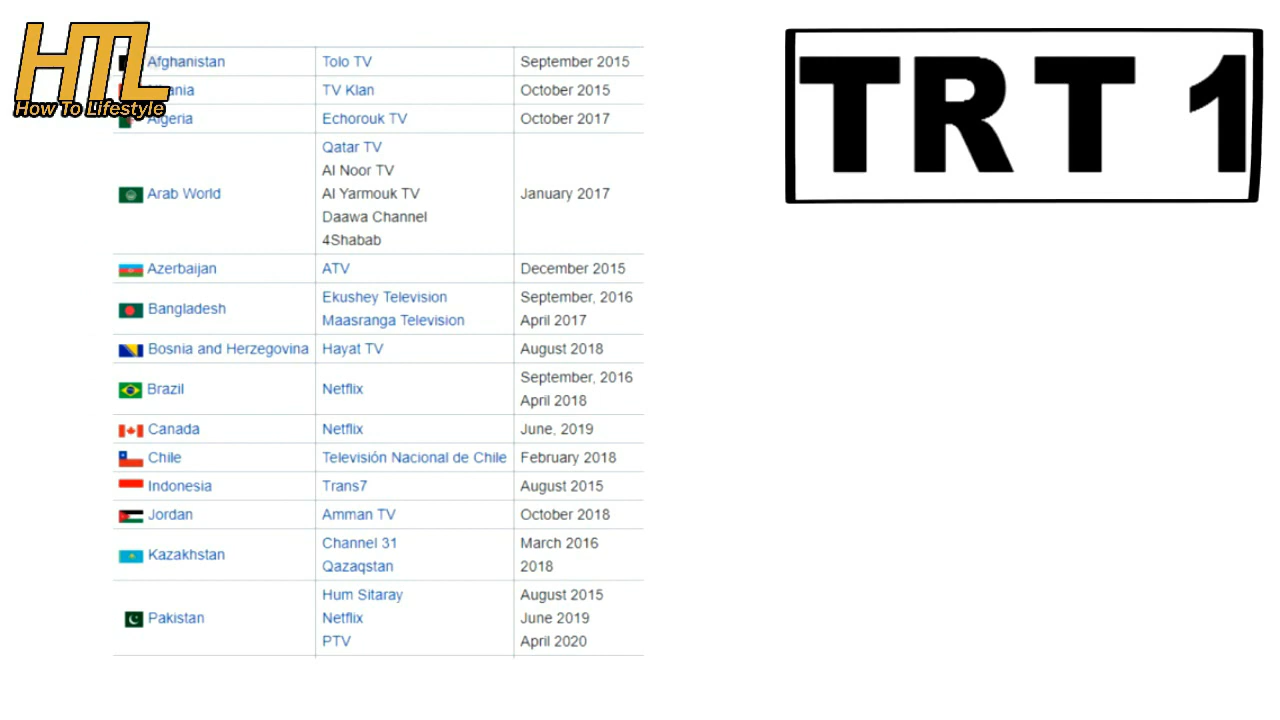 HTL
How To Lifestyle
TRT 1
Afghanistan Tolo TV September 2015
TV Klan October 2015
Algeria Echorouk TV October 2017
Qatar TV
Al Noor TV
Arab World Al Yarmouk TV January 2017
Daawa Channel
4Shabab
Azerbaijan ATV December 2015
Bangladesh Ekushey Television September, 2016
Maasranga Television April 2017
Bosnia and Herzegovina Hayat TV August 2018
Brazil Netflix September, 2016
April 2018
Canada Netflix June, 2019
Chile Televisión Nacional de Chile February 2018
Indonesia Trans7 August 2015
Jordan Amman TV October 2018
Kazakhstan Channel 31 March 2016
Qazaqstan 2018
Hum Sitaray August 2015
Pakistan Netflix June 2019
PTV April 2020